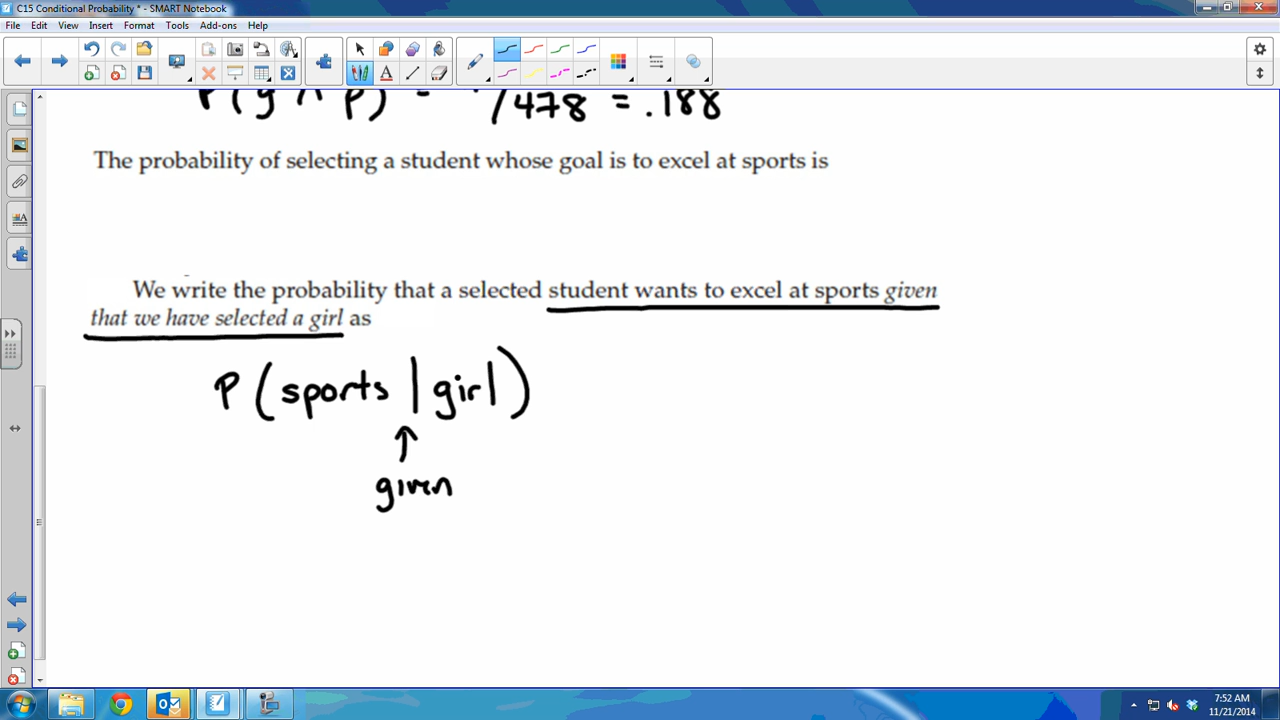 C15 Conditional Probability * - SMART Notebook
File Edit View Insert Format Tools Add-ons Help
P(g ∩ p) = /478 = .188
The probability of selecting a student whose goal is to excel at sports is
We write the probability that a selected student wants to excel at sports given
that we have selected a girl as
P(sports | girl)
↑
given
7:52 AM
11/21/2014